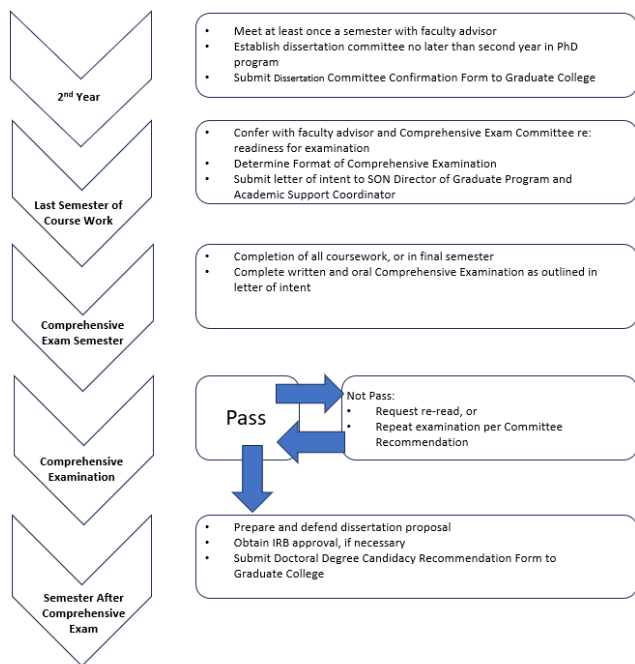 2nd Year
• Meet at least once a semester with faculty advisor
• Establish dissertation committee no later than second year in PhD
program
• Submit Dissertation Committee Confirmation Form to Graduate College
Last Semester of
Course Work
• Confer with faculty advisor and Comprehensive Exam Committee re:
readiness for examination
• Determine Format of Comprehensive Examination
• Submit letter of intent to SON Director of Graduate Program and
Academic Support Coordinator
Comprehensive
Exam Semester
• Completion of all coursework, or in final semester
• Complete written and oral Comprehensive Examination as outlined in
letter of intent
Comprehensive
Examination
Pass
Not Pass:
• Request re-read, or
• Repeat examination per Committee
Recommendation
Semester After
Comprehensive
Exam
• Prepare and defend dissertation proposal
• Obtain IRB approval, if necessary
• Submit Doctoral Degree Candidacy Recommendation Form to
Graduate College